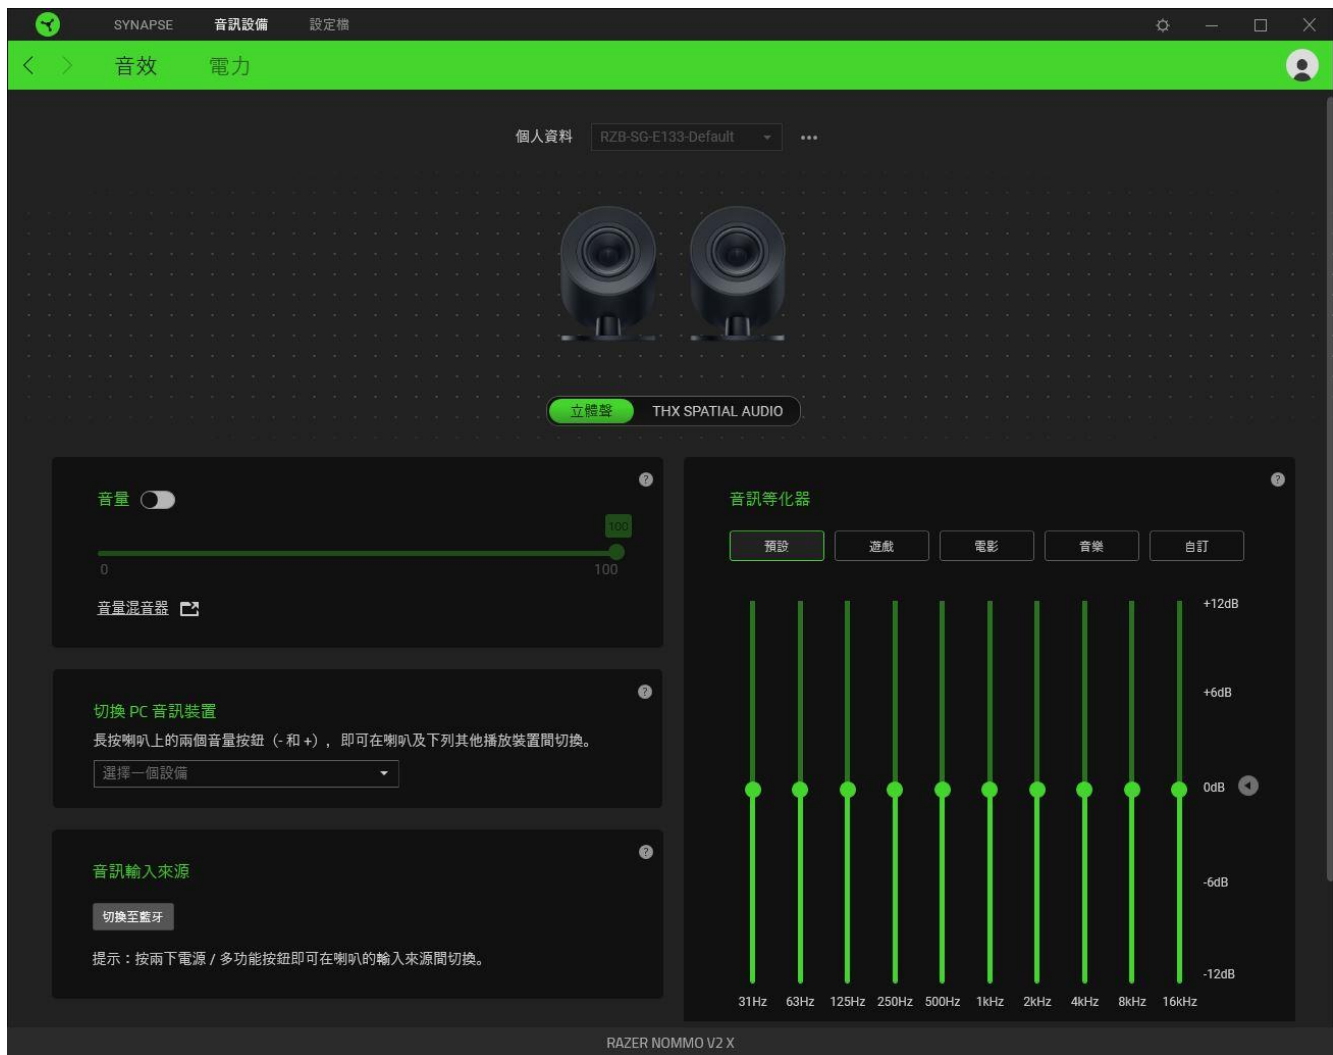 SYNAPSE 音訊設備 設定檔
音效 電力
個人資料 RZB-SG-E133-Default
立體聲 THX SPATIAL AUDIO
音量
100
0 100
音量混音器
切換 PC 音訊裝置
長按喇叭上的兩個音量按鈕（- 和 +），即可在喇叭及下列其他播放裝置間切換。
選擇一個設備
音訊輸入來源
切換至藍牙
提示：按兩下電源 / 多功能按鈕即可在喇叭的輸入來源間切換。
音訊等化器
預設 遊戲 電影 音樂 自訂
+12dB
+6dB
0dB
-6dB
-12dB
31Hz 63Hz 125Hz 250Hz 500Hz 1kHz 2kHz 4kHz 8kHz 16kHz
RAZER NOMMO V2 X